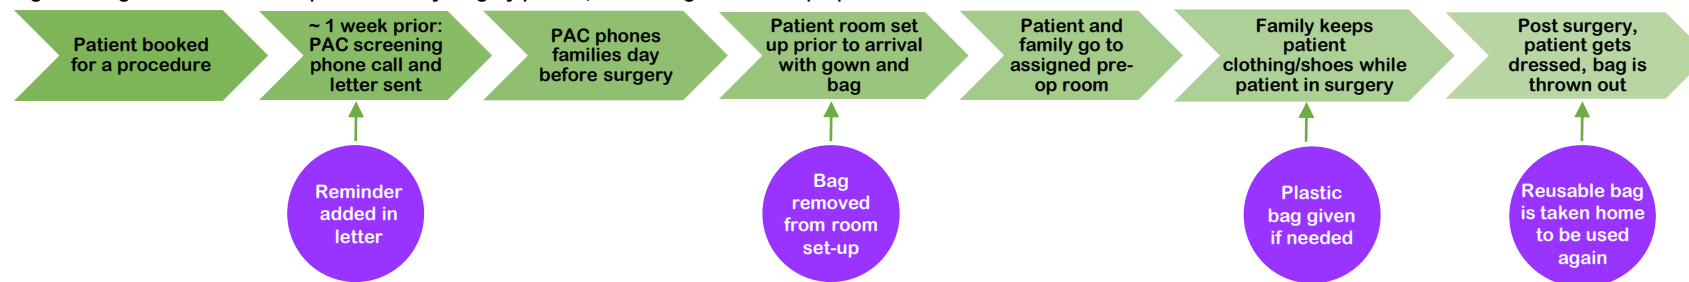 Patient booked
for a procedure
~ 1 week prior:
PAC screening
phone call and
letter sent
PAC phones
families day
before surgery
Patient room set
up prior to arrival
with gown and
bag
Patient and
family go to
assigned pre-
op room
Family keeps
patient
clothing/shoes while
patient in surgery
Post surgery,
patient gets
dressed, bag is
thrown out
Reminder
added in
letter
Bag
removed
from room
set-up
Plastic
bag given
if needed
Reusable bag
is taken home
to be used
again